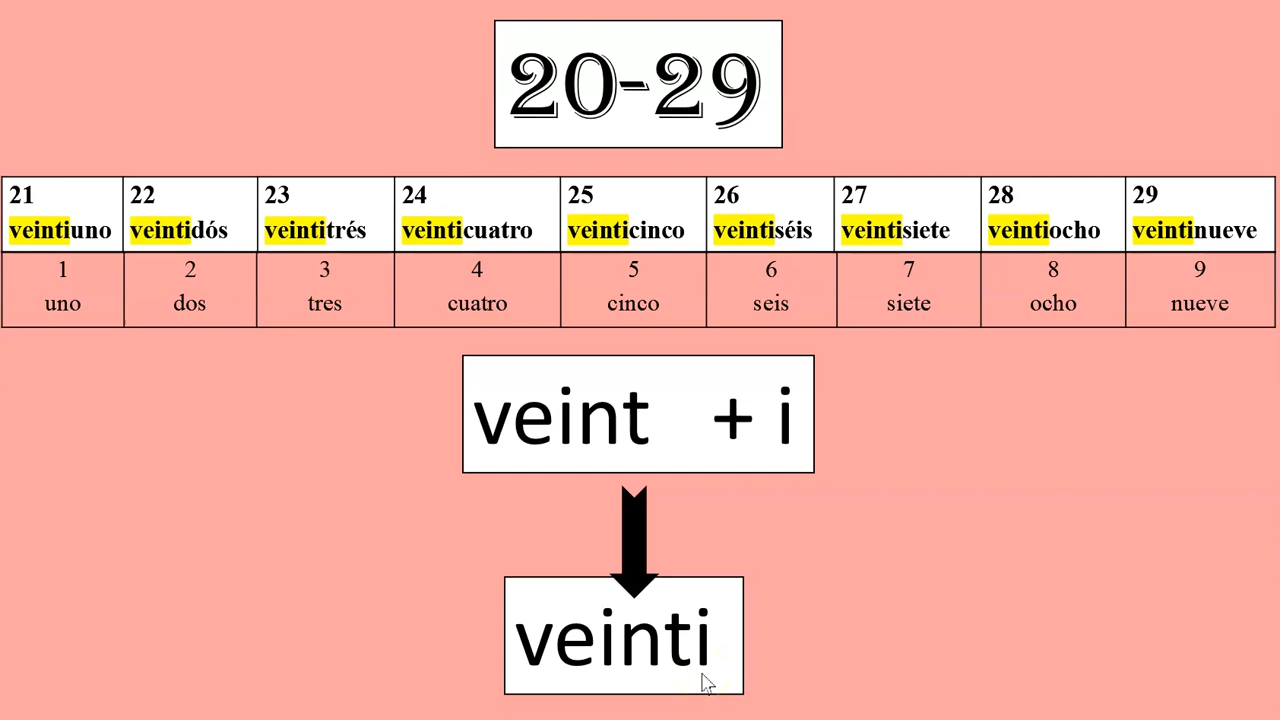 20-29
21 22 23 24 25 26 27 28 29
veintiuno veintidós veintitrés veinticuatro veinticinco veintiséis veintisiete veintiocho veintinueve
1 2 3 4 5 6 7 8 9
uno dos tres cuatro cinco seis siete ocho nueve
veint + i
veinti